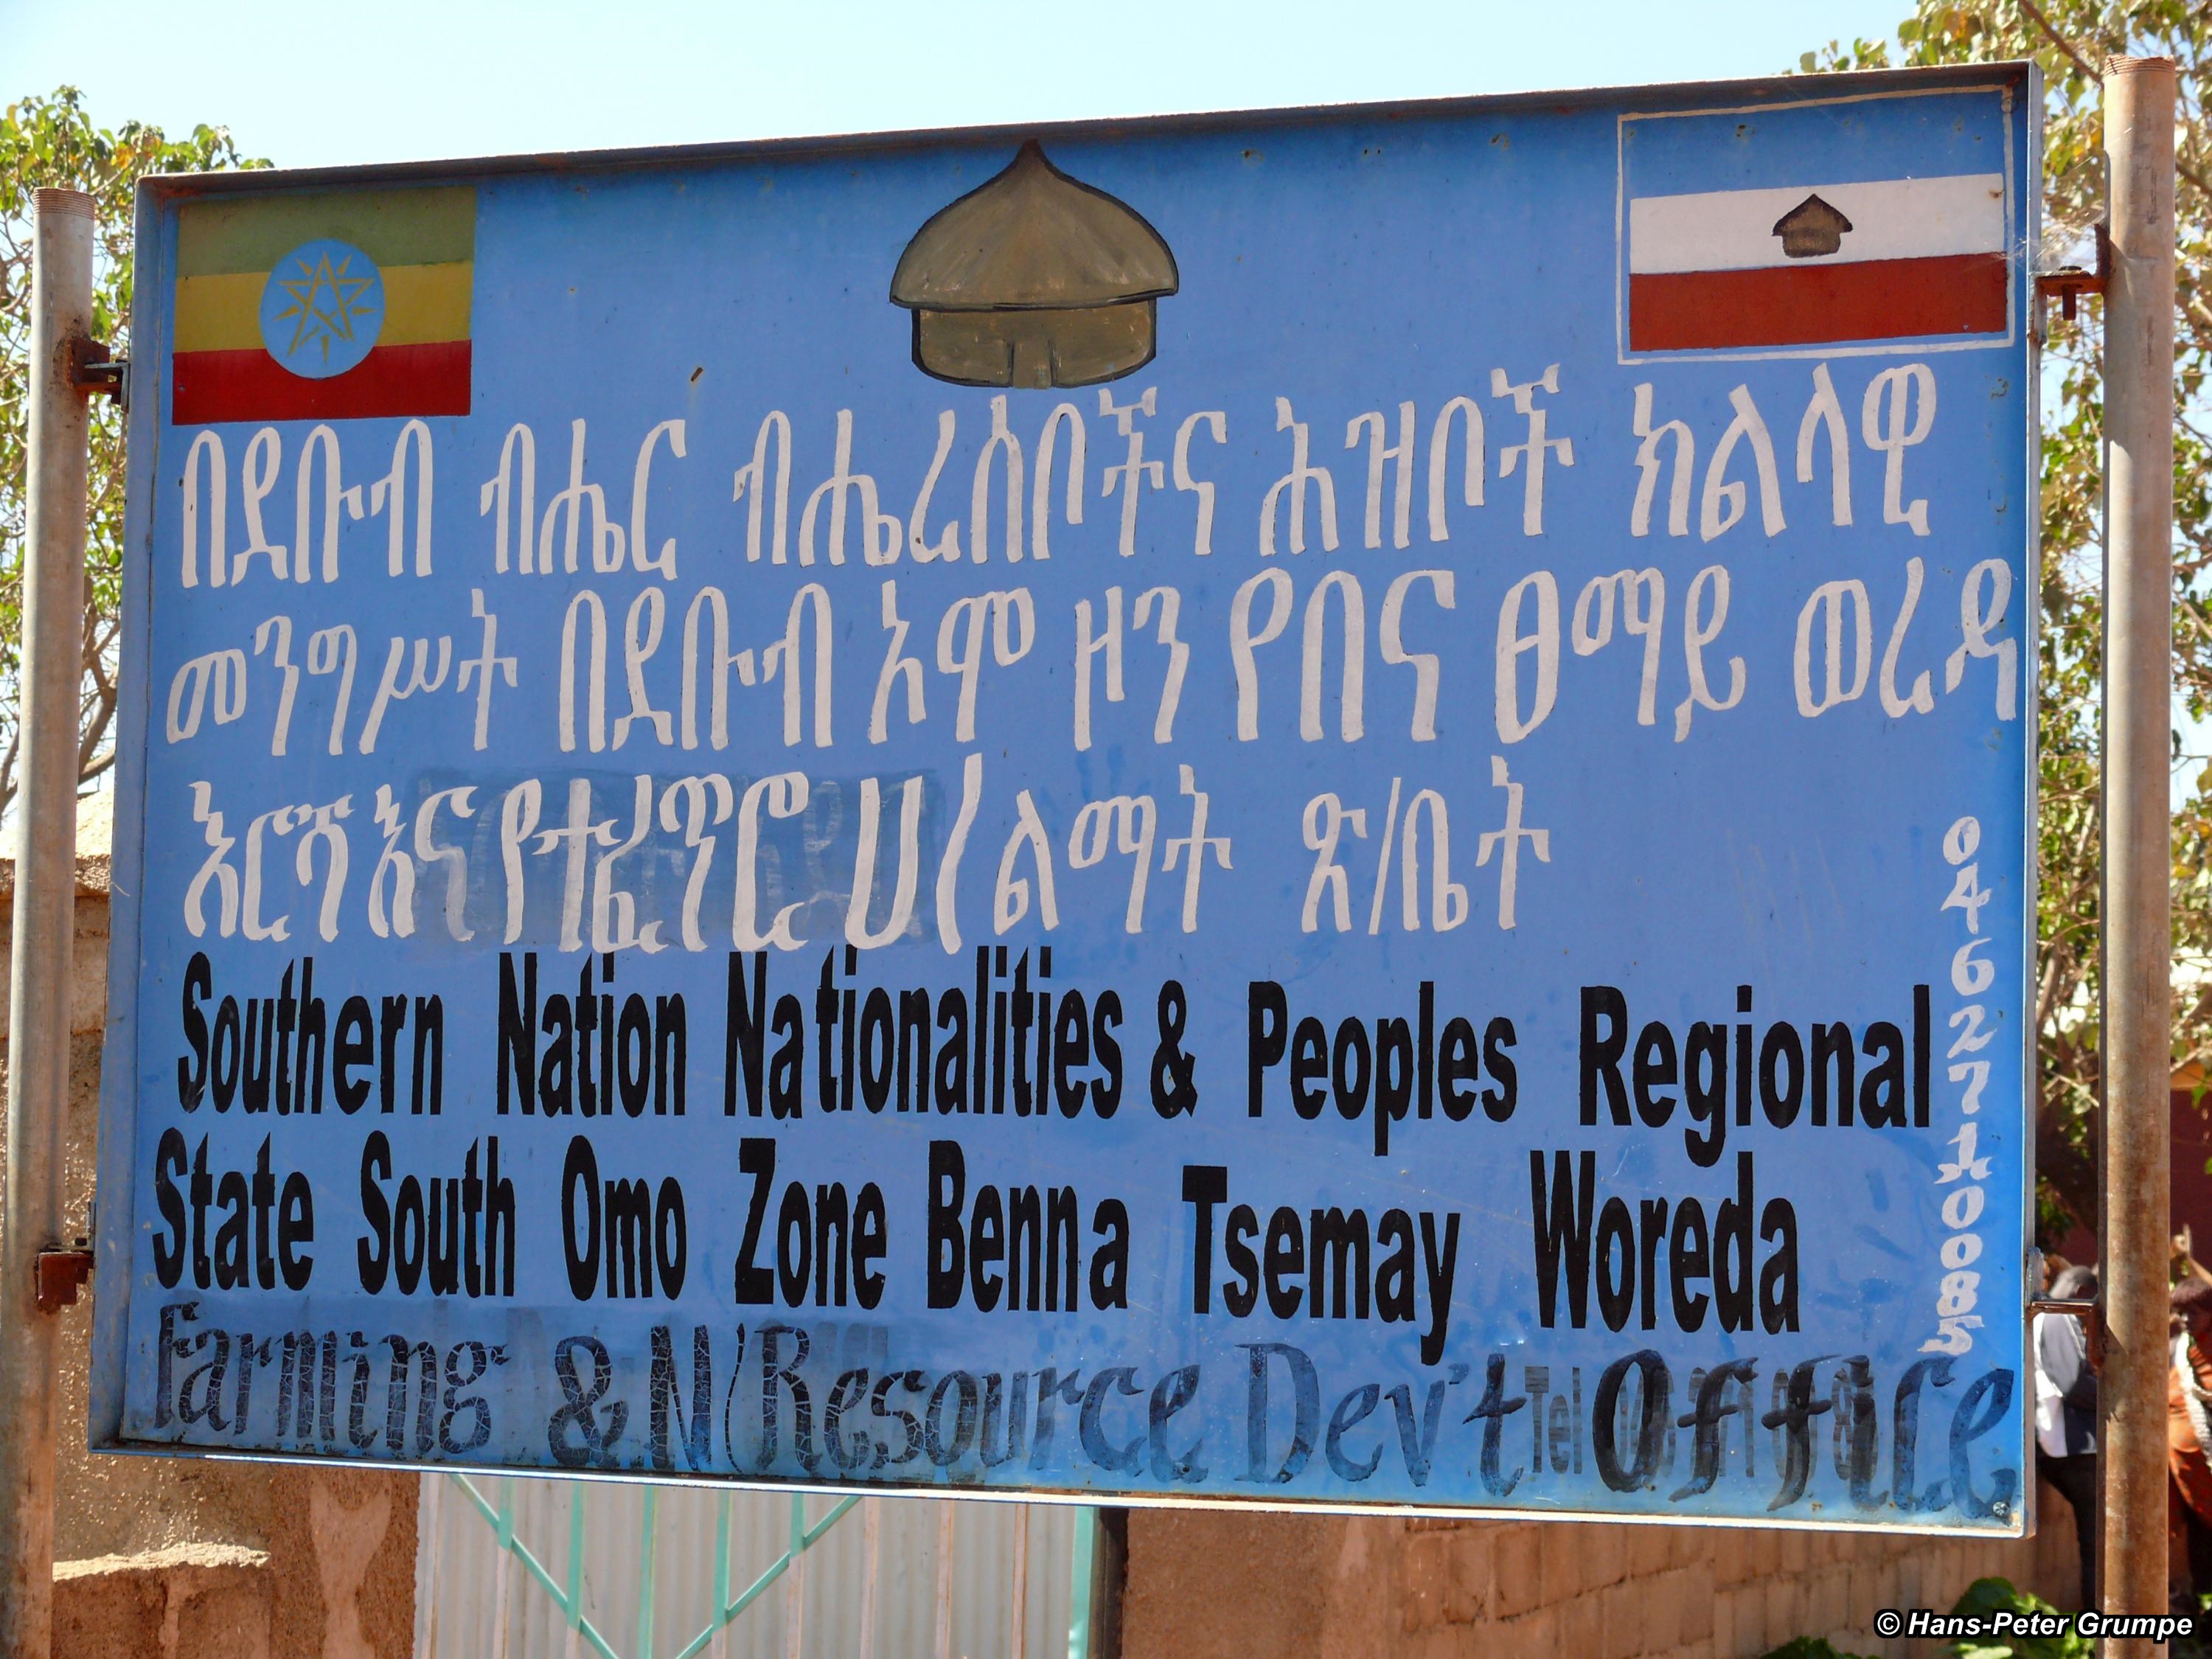 በደቡብ ብሔር ብሔረሰቦችና ሕዝቦች ክልላዊ
መንግሥት በደቡብ ኦሞ ዞን የበና ፀማይ ወረዳ
እርሻ እና የተፈጥሮ ሀ/ ልማት ጽ/ቤት
Southern Nation Nationalities & Peoples Regional
State South Omo Zone Benna Tsemay Woreda
Farming & N/Resource Dev't Office
Tel
0462710085
© Hans-Peter Grumpe